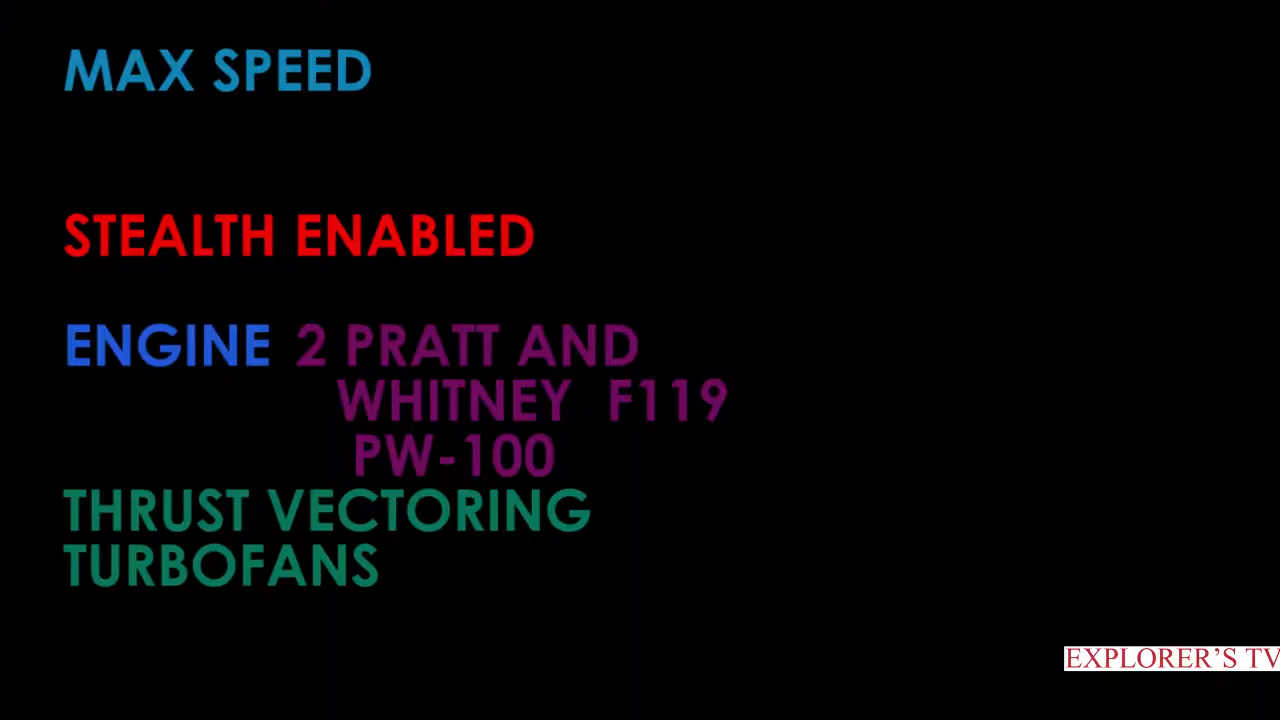 MAX SPEED
STEALTH ENABLED
ENGINE 2 PRATT AND
WHITNEY F119
PW-100
THRUST VECTORING
TURBOFANS
EXPLORER'S TV